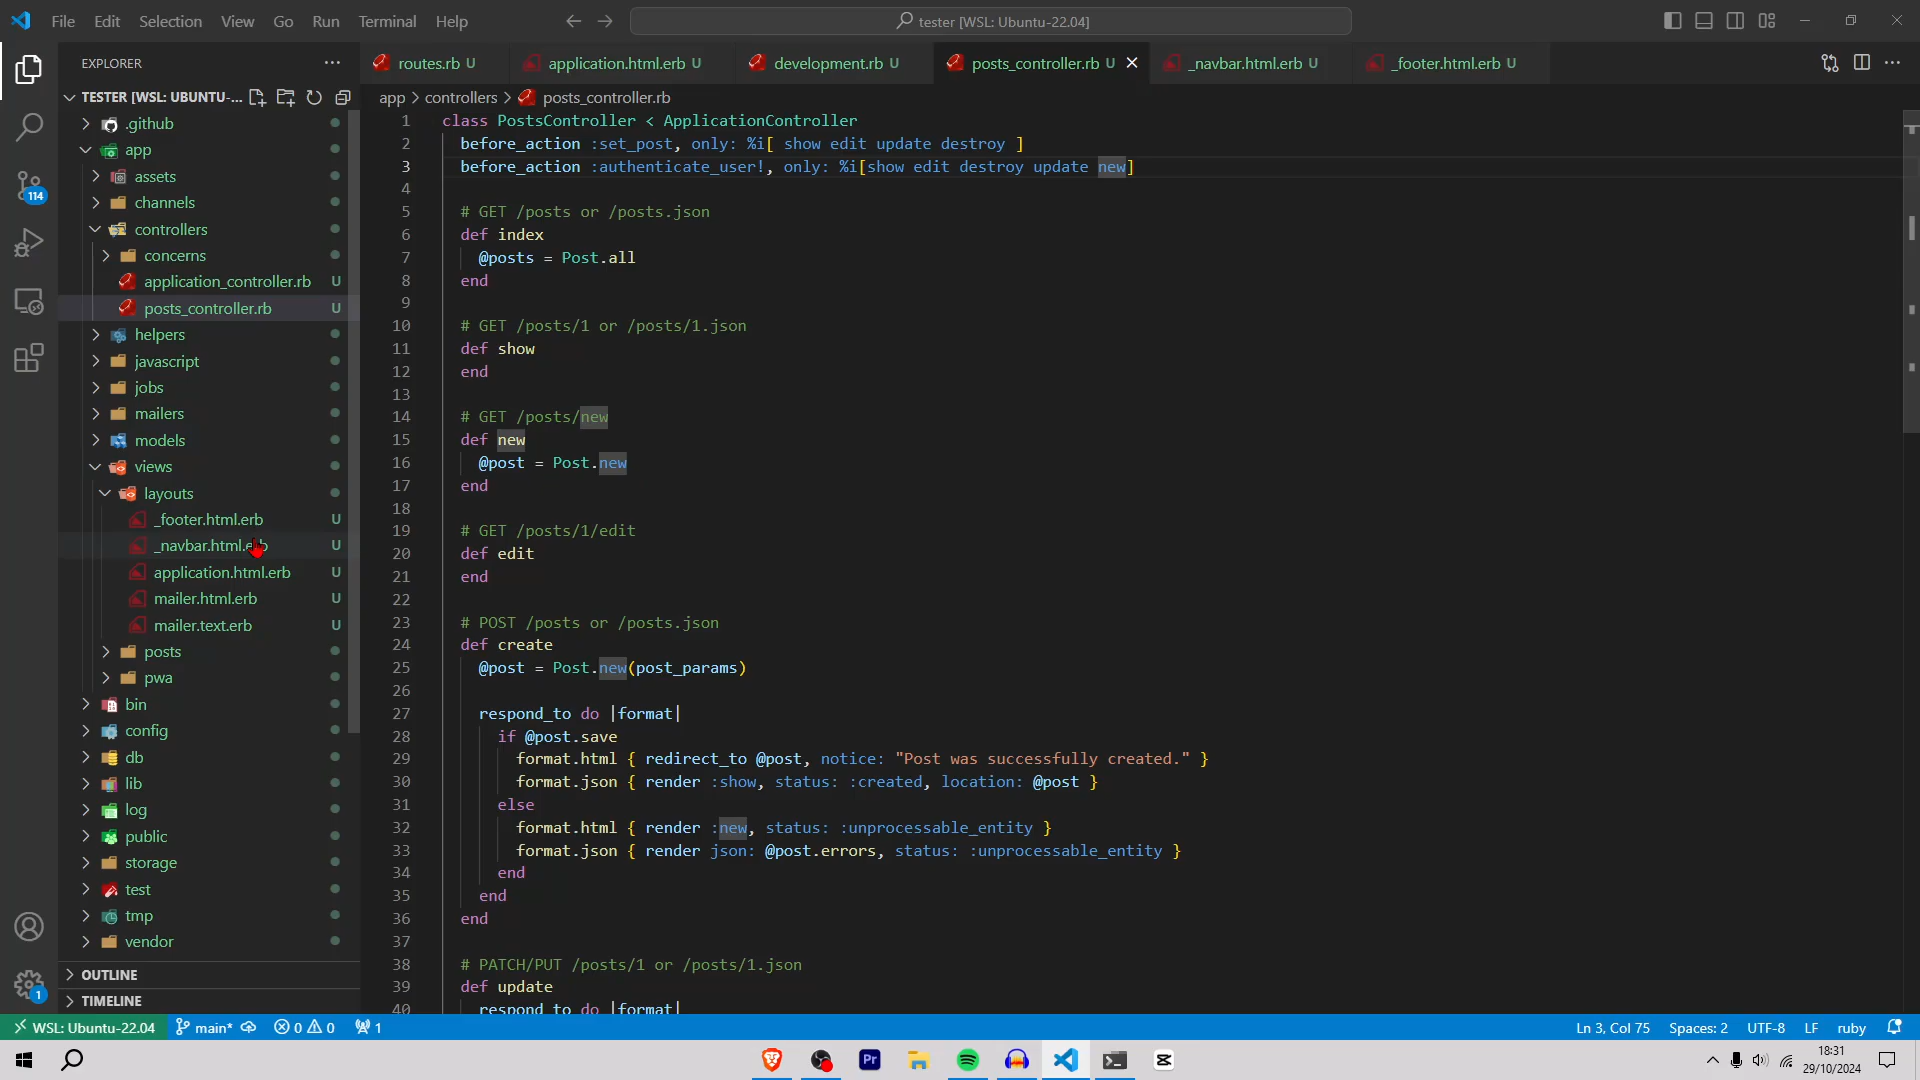 File Edit Selection View Go Run Terminal Help
tester [WSL: Ubuntu-22.04]
EXPLORER
routes.rb U
application.html.erb U
development.rb U
posts_controller.rb U
_navbar.html.erb U
_footer.html.erb U
TESTER [WSL: UBUNTU-...
.github
app
assets
channels
controllers
concerns
application_controller.rb U
posts_controller.rb U
helpers
javascript
jobs
mailers
models
views
layouts
_footer.html.erb U
_navbar.html.erb U
application.html.erb U
mailer.html.erb U
mailer.text.erb U
posts
pwa
bin
config
db
lib
log
public
storage
test
tmp
vendor
OUTLINE
TIMELINE
114
1
app > controllers > posts_controller.rb
1 class PostsController < ApplicationController
2 before_action :set_post, only: %i[ show edit update destroy ]
3 before_action :authenticate_user!, only: %i[show edit destroy update new]
4
5 # GET /posts or /posts.json
6 def index
7 @posts = Post.all
8 end
9
10 # GET /posts/1 or /posts/1.json
11 def show
12 end
13
14 # GET /posts/new
15 def new
16 @post = Post.new
17 end
18
19 # GET /posts/1/edit
20 def edit
21 end
22
23 # POST /posts or /posts.json
24 def create
25 @post = Post.new(post_params)
26
27 respond_to do |format|
28 if @post.save
29 format.html { redirect_to @post, notice: "Post was successfully created." }
30 format.json { render :show, status: :created, location: @post }
31 else
32 format.html { render :new, status: :unprocessable_entity }
33 format.json { render json: @post.errors, status: :unprocessable_entity }
34 end
35 end
36 end
37
38 # PATCH/PUT /posts/1 or /posts/1.json
39 def update
40 respond_to do |format|
WSL: Ubuntu-22.04 main* 0 0 1
Ln 3, Col 75 Spaces: 2 UTF-8 LF ruby
Pr
18:31
29/10/2024